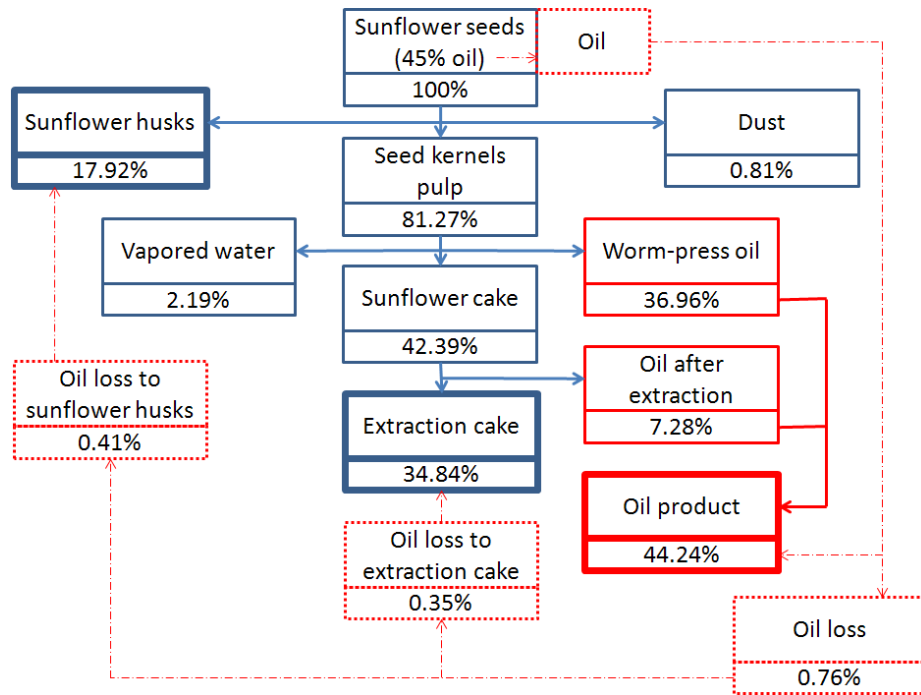 Sunflower seeds
(45% oil)
100%
Oil
Sunflower husks
17.92%
Dust
0.81%
Seed kernels
pulp
81.27%
Vapored water
2.19%
Worm-press oil
36.96%
Sunflower cake
42.39%
Oil after
extraction
7.28%
Oil loss to
sunflower husks
0.41%
Extraction cake
34.84%
Oil product
44.24%
Oil loss to
extraction cake
0.35%
Oil loss
0.76%